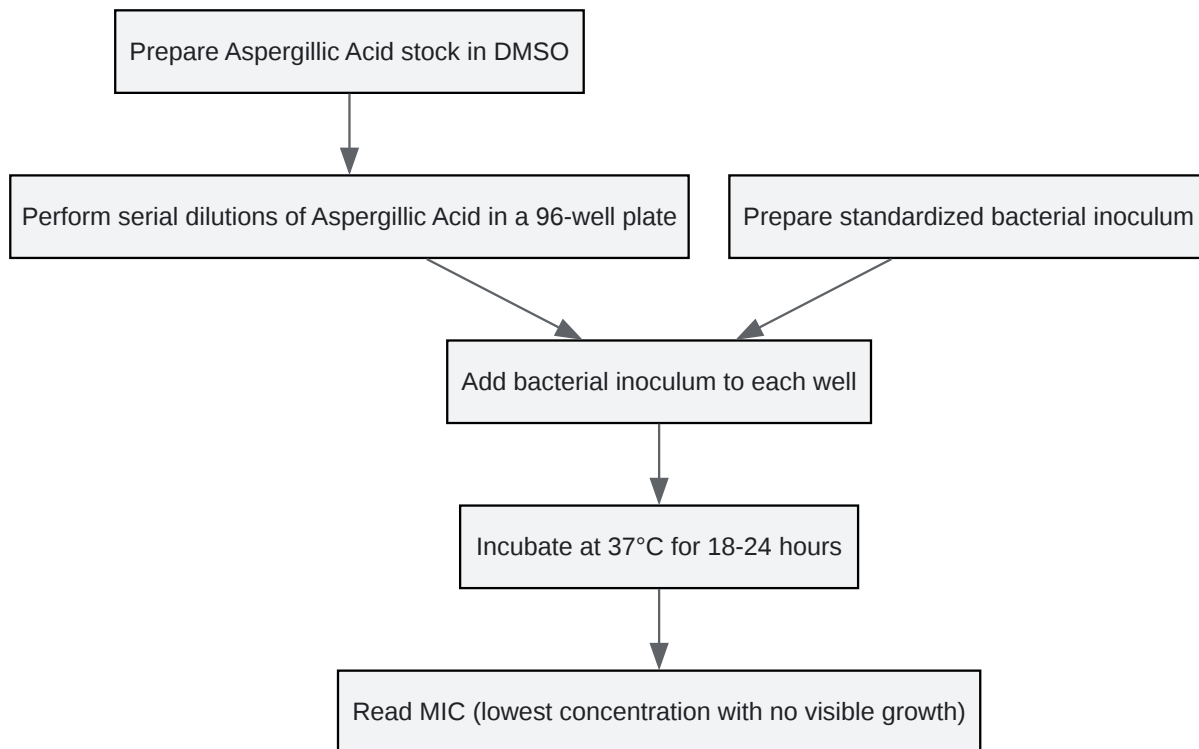 Prepare Aspergillic Acid stock in DMSO
Perform serial dilutions of Aspergillic Acid in a 96-well plate
Prepare standardized bacterial inoculum
Add bacterial inoculum to each well
Incubate at 37°C for 18-24 hours
Read MIC (lowest concentration with no visible growth)